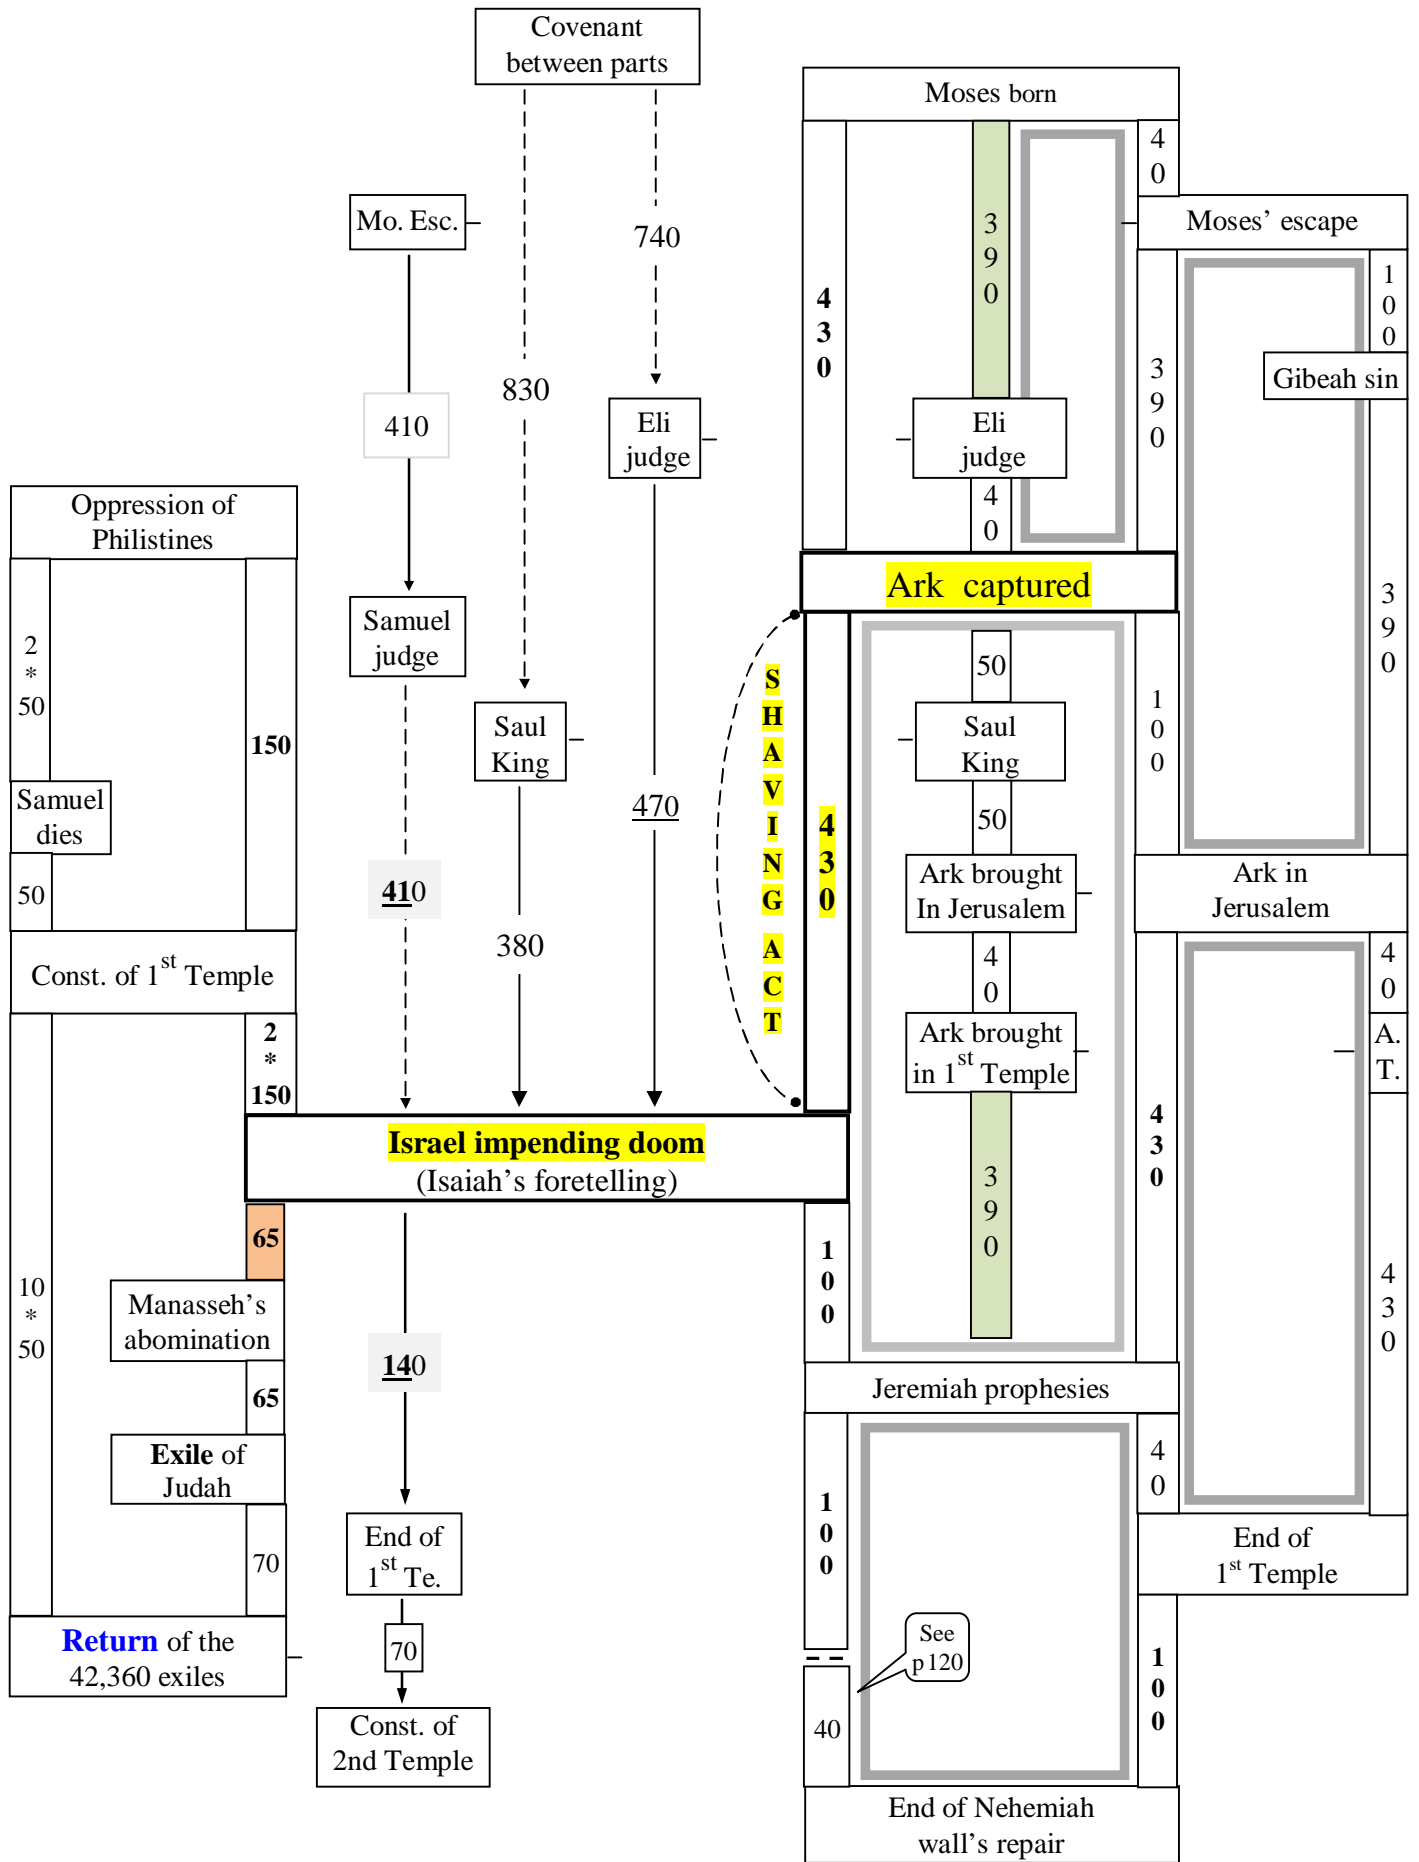 Covenant
between parts
Moses born
4
0
Mo. Esc.
Moses’ escape
740
3
9
0
1
0
0
4
3
0
830
Gibeah sin
3
9
0
410
Eli
judge
Eli
judge
4
0
Oppression of
Philistines
Ark captured
3
9
0
Samuel
judge
2
*
50
150
50
S
H
A
V
I
N
G
A
C
T
1
0
0
Saul
King
Saul
King
Samuel
dies
470
4
3
0
50
50
410
Ark brought
In Jerusalem
Ark in
Jerusalem
380
4
0
4
0
Const. of 1st Temple
2
*
150
Ark brought
in 1st Temple
A.
T.
Israel impending doom
(Isaiah’s foretelling)
4
3
0
3
9
0
65
1
0
0
10
*
50
Manasseh’s
abomination
4
3
0
140
65
Jeremiah prophesies
Exile of
Judah
4
0
1
0
0
End of
1st Te.
End of
1st Temple
70
Return of the
42,360 exiles
70
See
p120
1
0
0
40
Const. of
2nd Temple
End of Nehemiah
wall’s repair